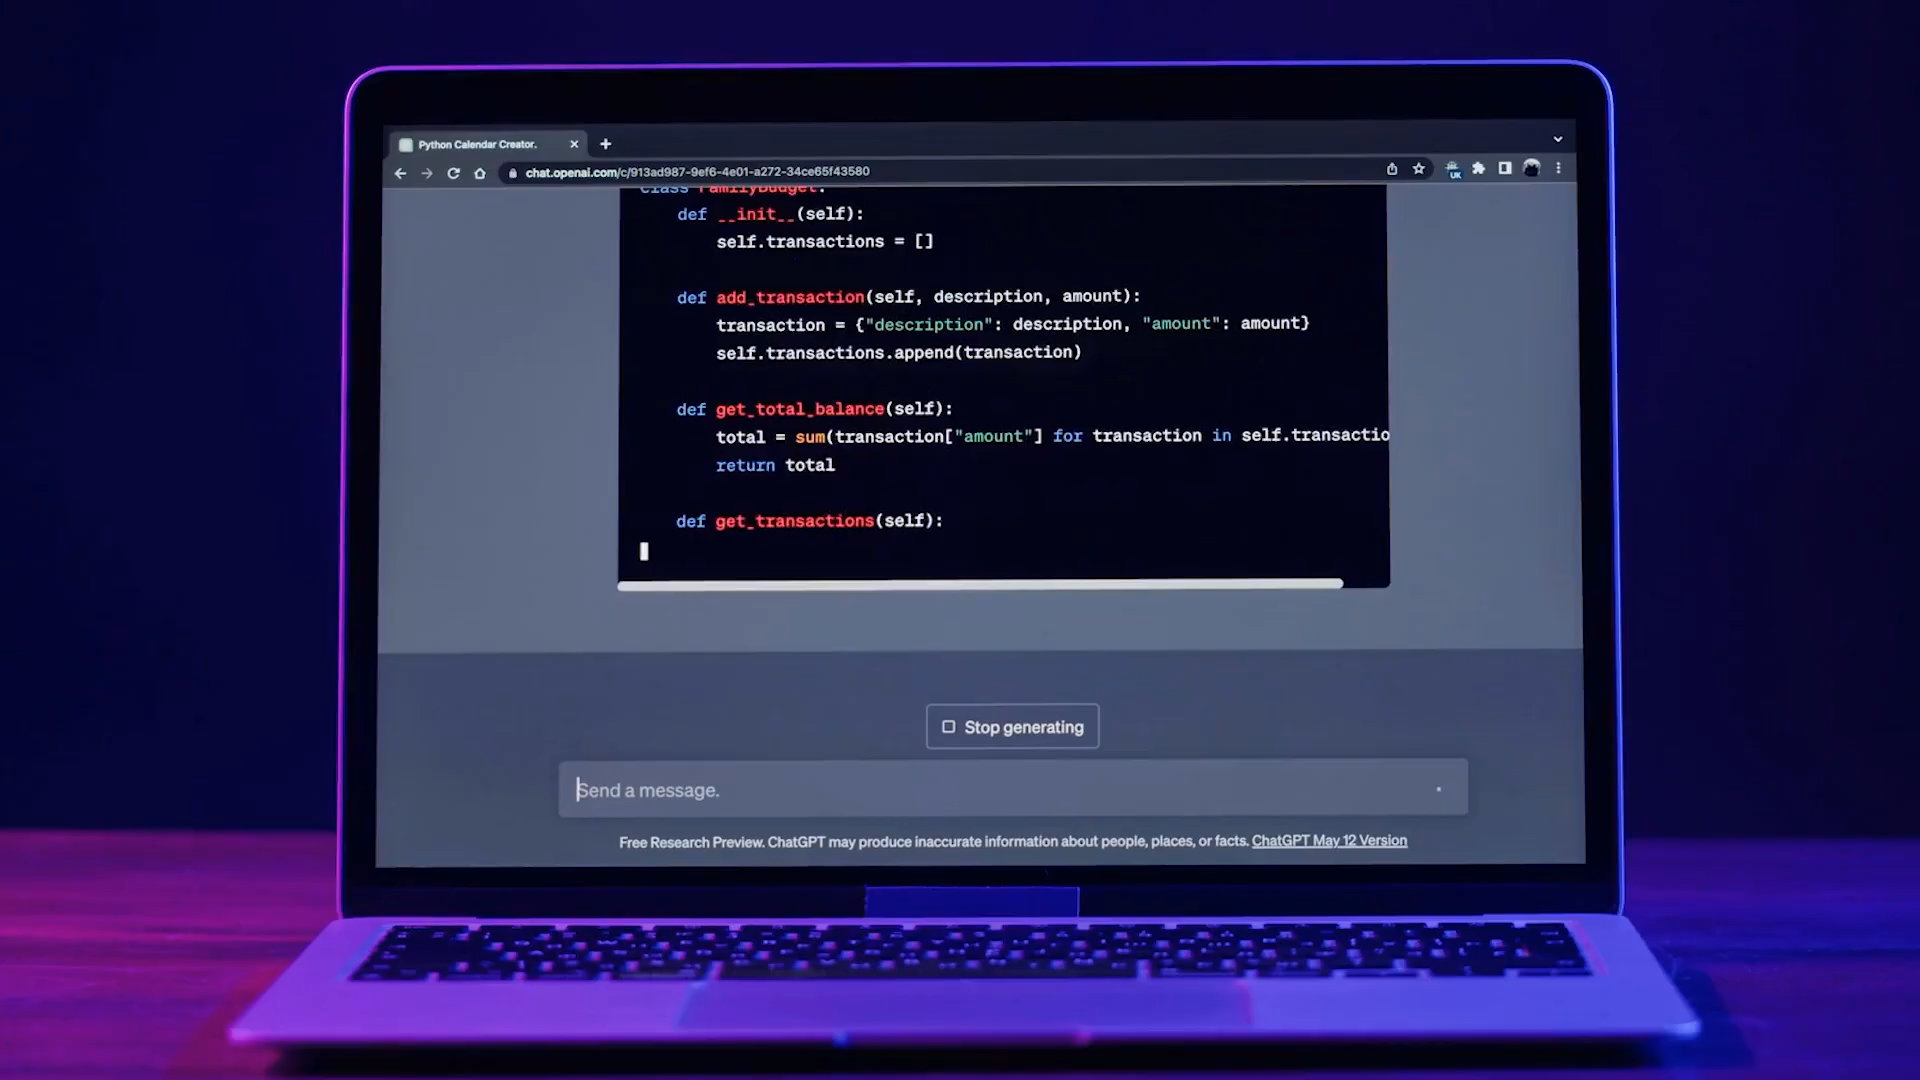 Python Calendar Creator.
chat.openai.com/c/913ad987-9ef6-4e01-a272-34ce65f43580
UK
class FamilyBudget:
def __init__(self):
self.transactions = []
def add_transaction(self, description, amount):
transaction = {"description": description, "amount": amount}
self.transactions.append(transaction)
def get_total_balance(self):
total = sum(transaction["amount"] for transaction in self.transactio
return total
def get_transactions(self):
Stop generating
Send a message.
Free Research Preview. ChatGPT may produce inaccurate information about people, places, or facts. ChatGPT May 12 Version